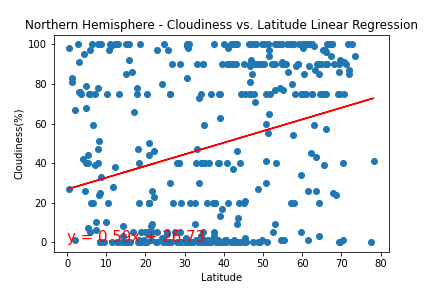 Northern Hemisphere - Cloudiness vs. Latitude Linear Regression
100
80
60
40
20
0
Cloudiness(%)
y = 0.59x + 26.73
0 10 20 30 40 50 60 70 80
Latitude